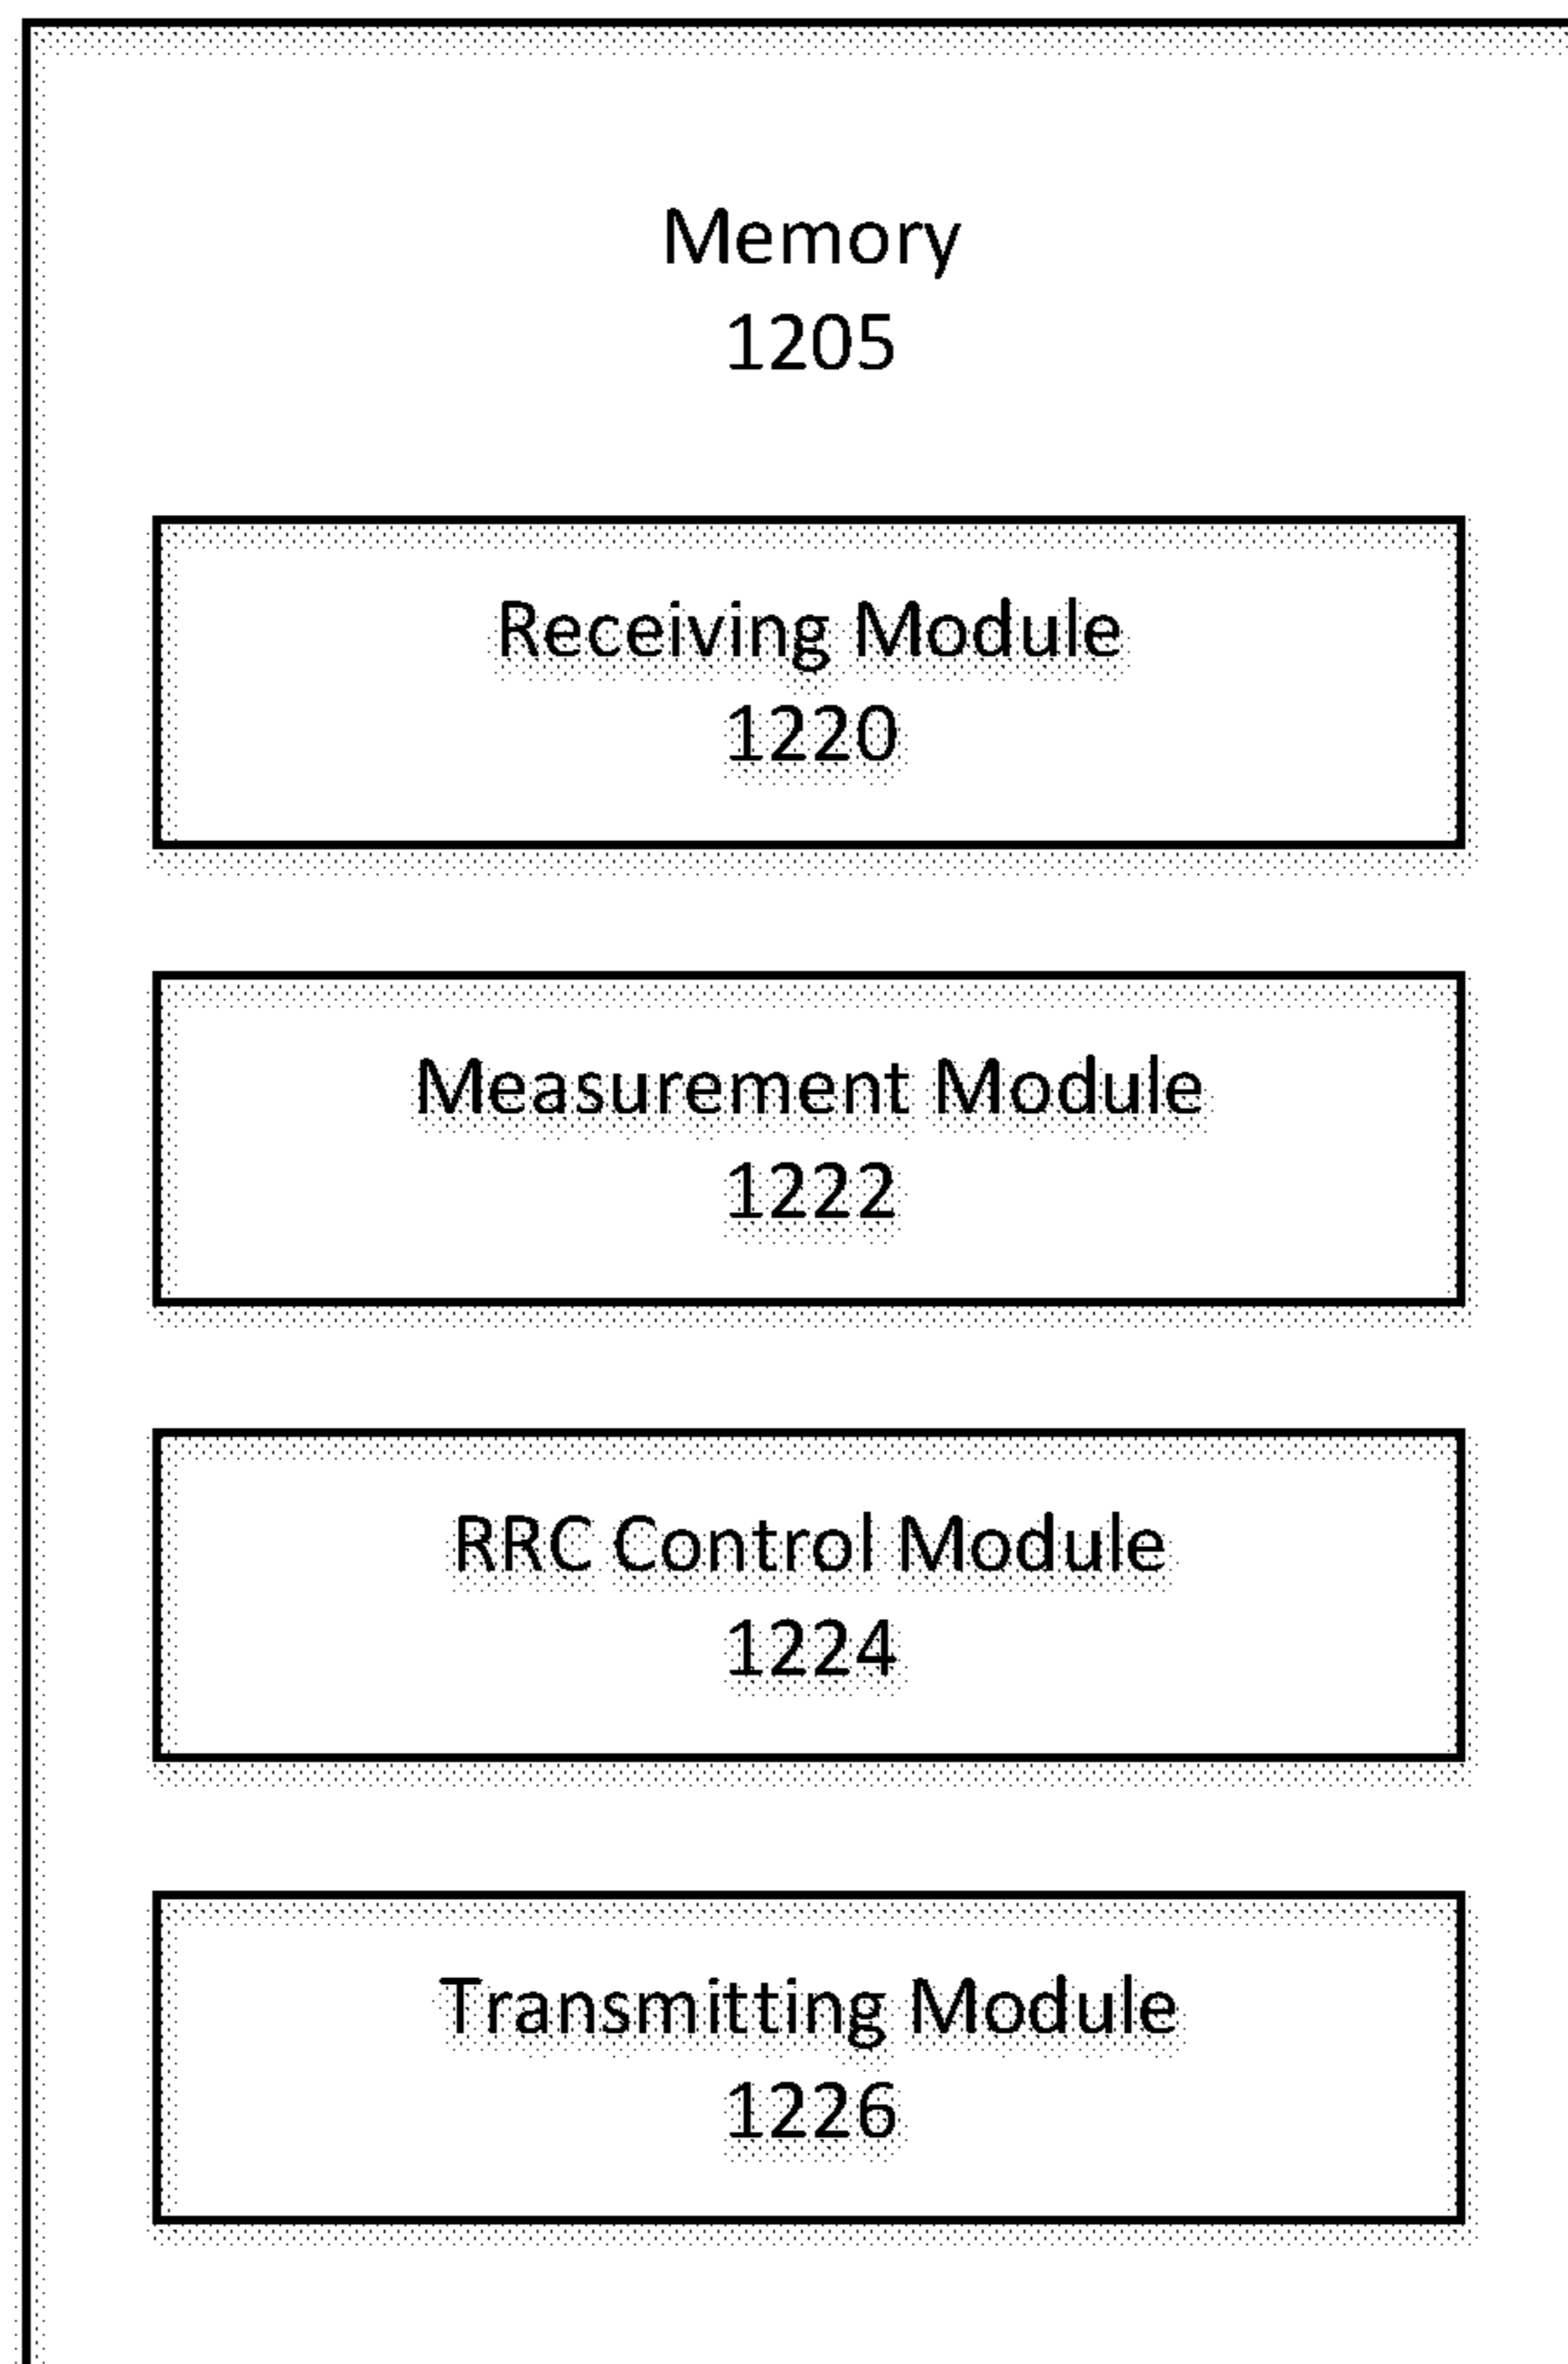 Memory
1205
Receiving Module
1220
Measurement Module
1222
RRC Control Module
1224
Transmitting Module
1226